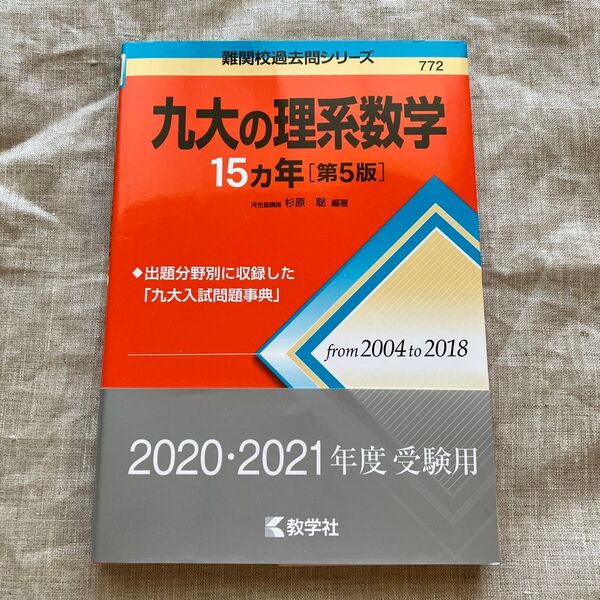 難関校過去問シリーズ
772
九大の理系数学
15カ年［第5版］
河合塾講師 杉原 聡 編著
◆出題分野別に収録した
「九大入試問題事典」
from 2004 to 2018
2020・2021年度 受験用
教学社